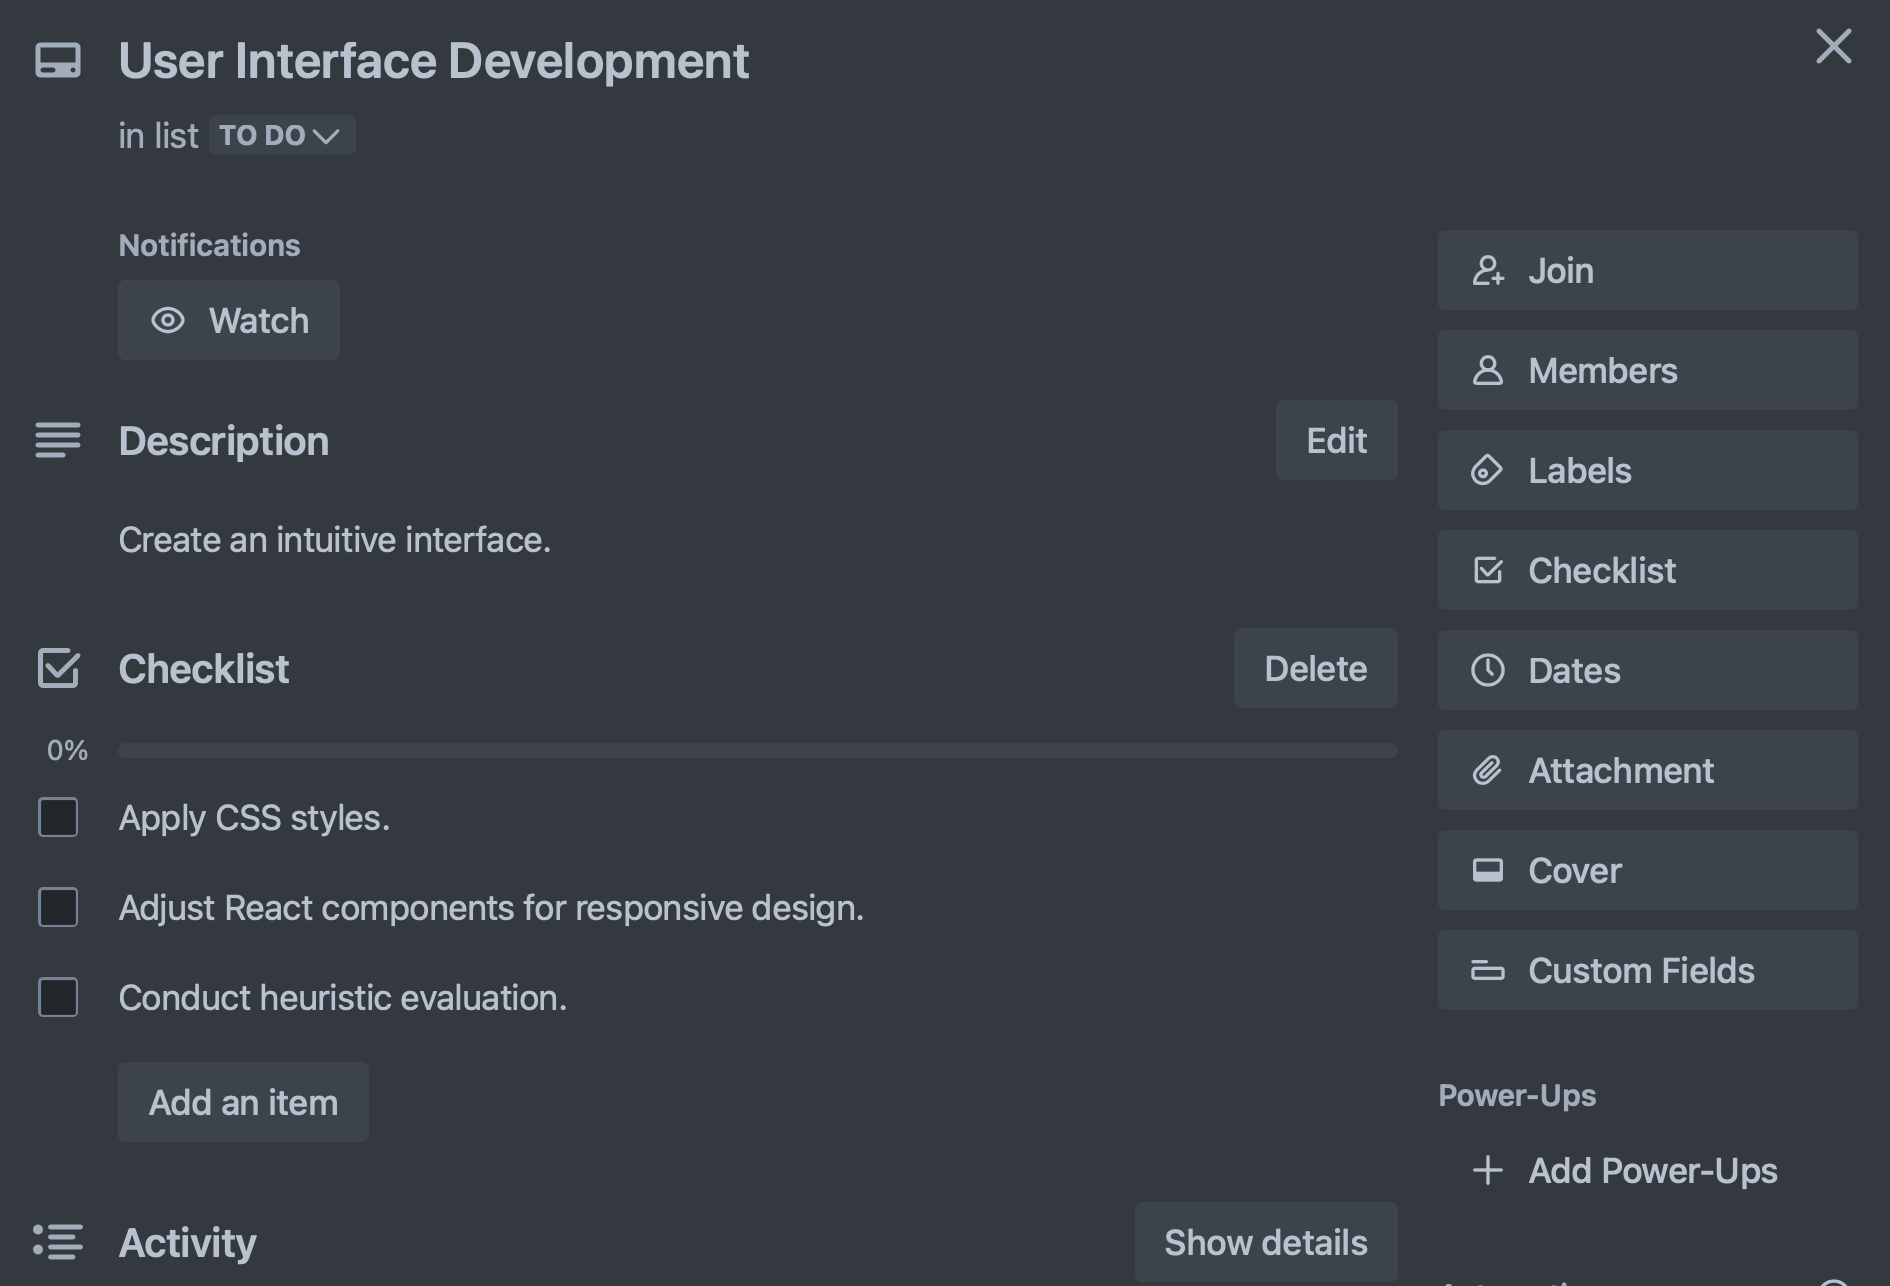 User Interface Development
in list TO DO
Notifications
Watch
Description
Edit
Create an intuitive interface.
Checklist
Delete
0%
Apply CSS styles.
Adjust React components for responsive design.
Conduct heuristic evaluation.
Add an item
Activity
Show details
Join
Members
Labels
Checklist
Dates
Attachment
Cover
Custom Fields
Power-Ups
Add Power-Ups